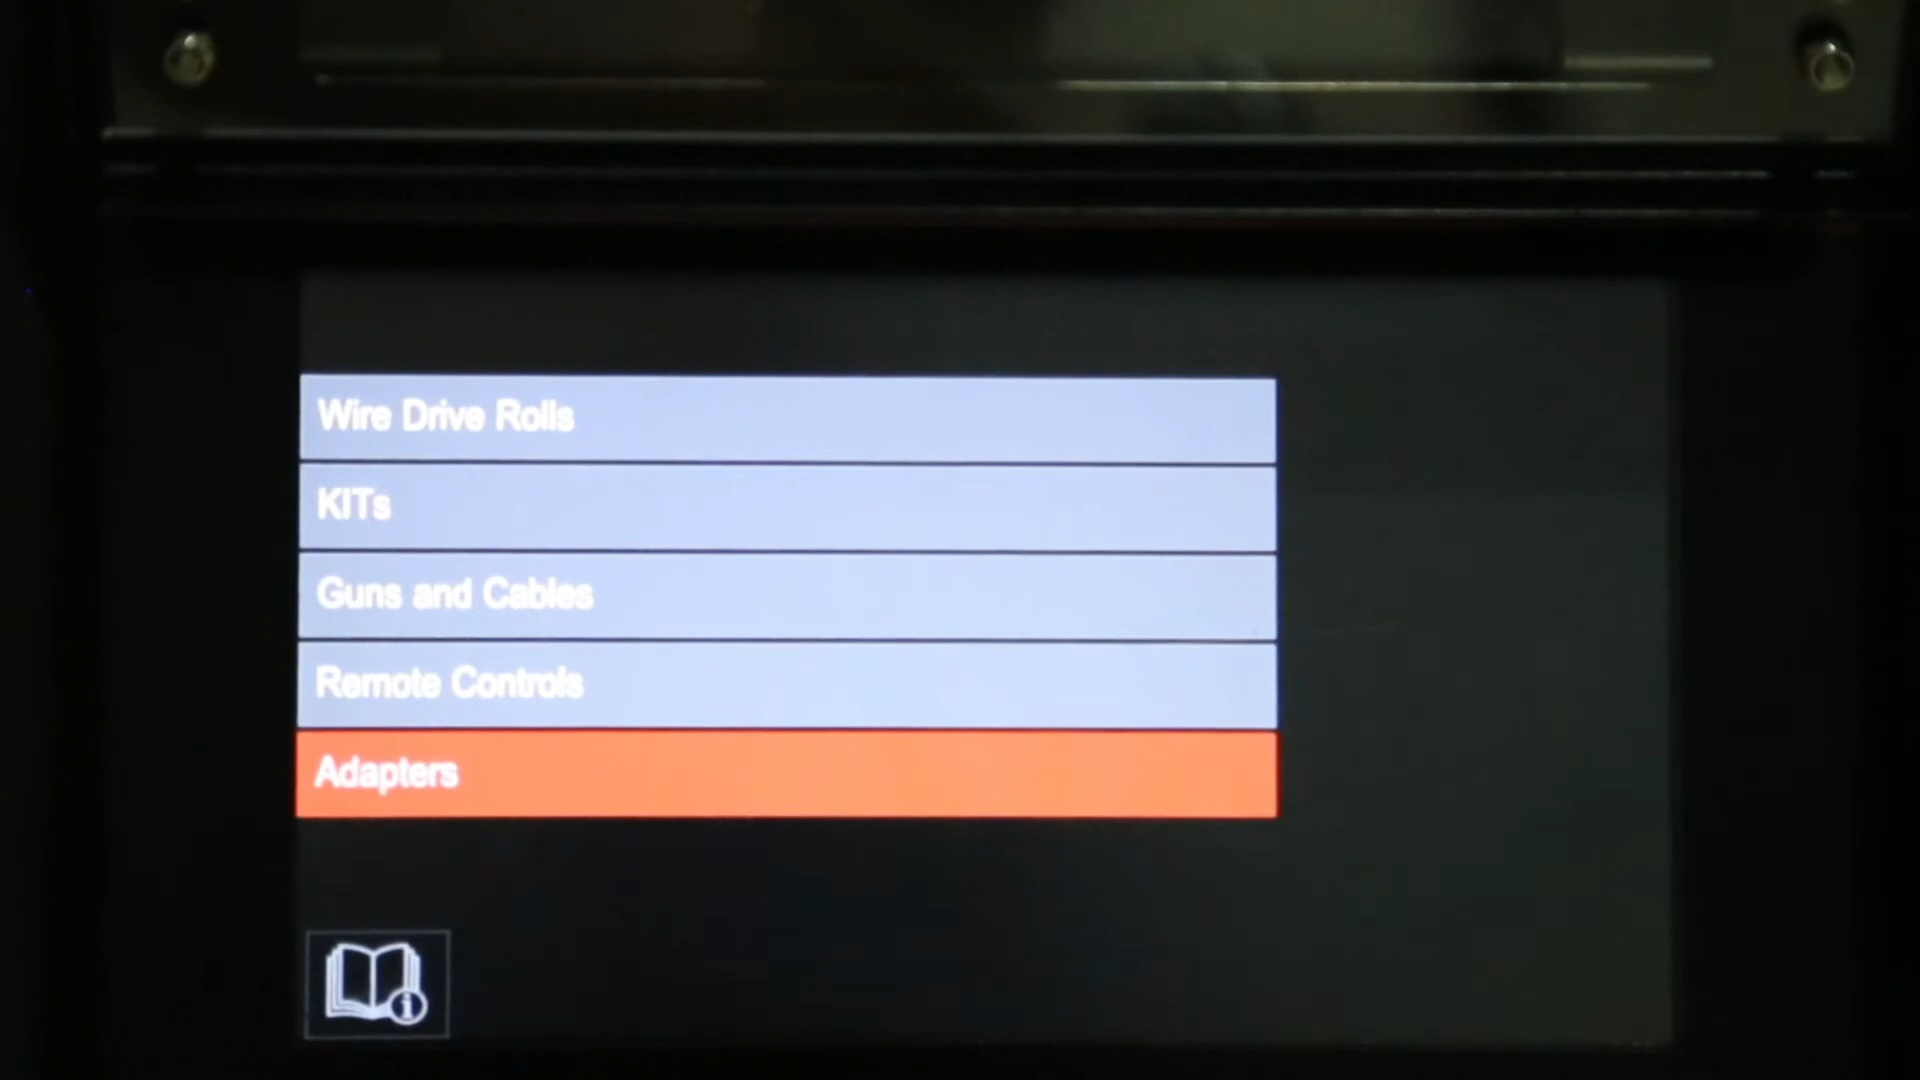 Wire Drive Rolls
KITs
Guns and Cables
Remote Controls
Adapters